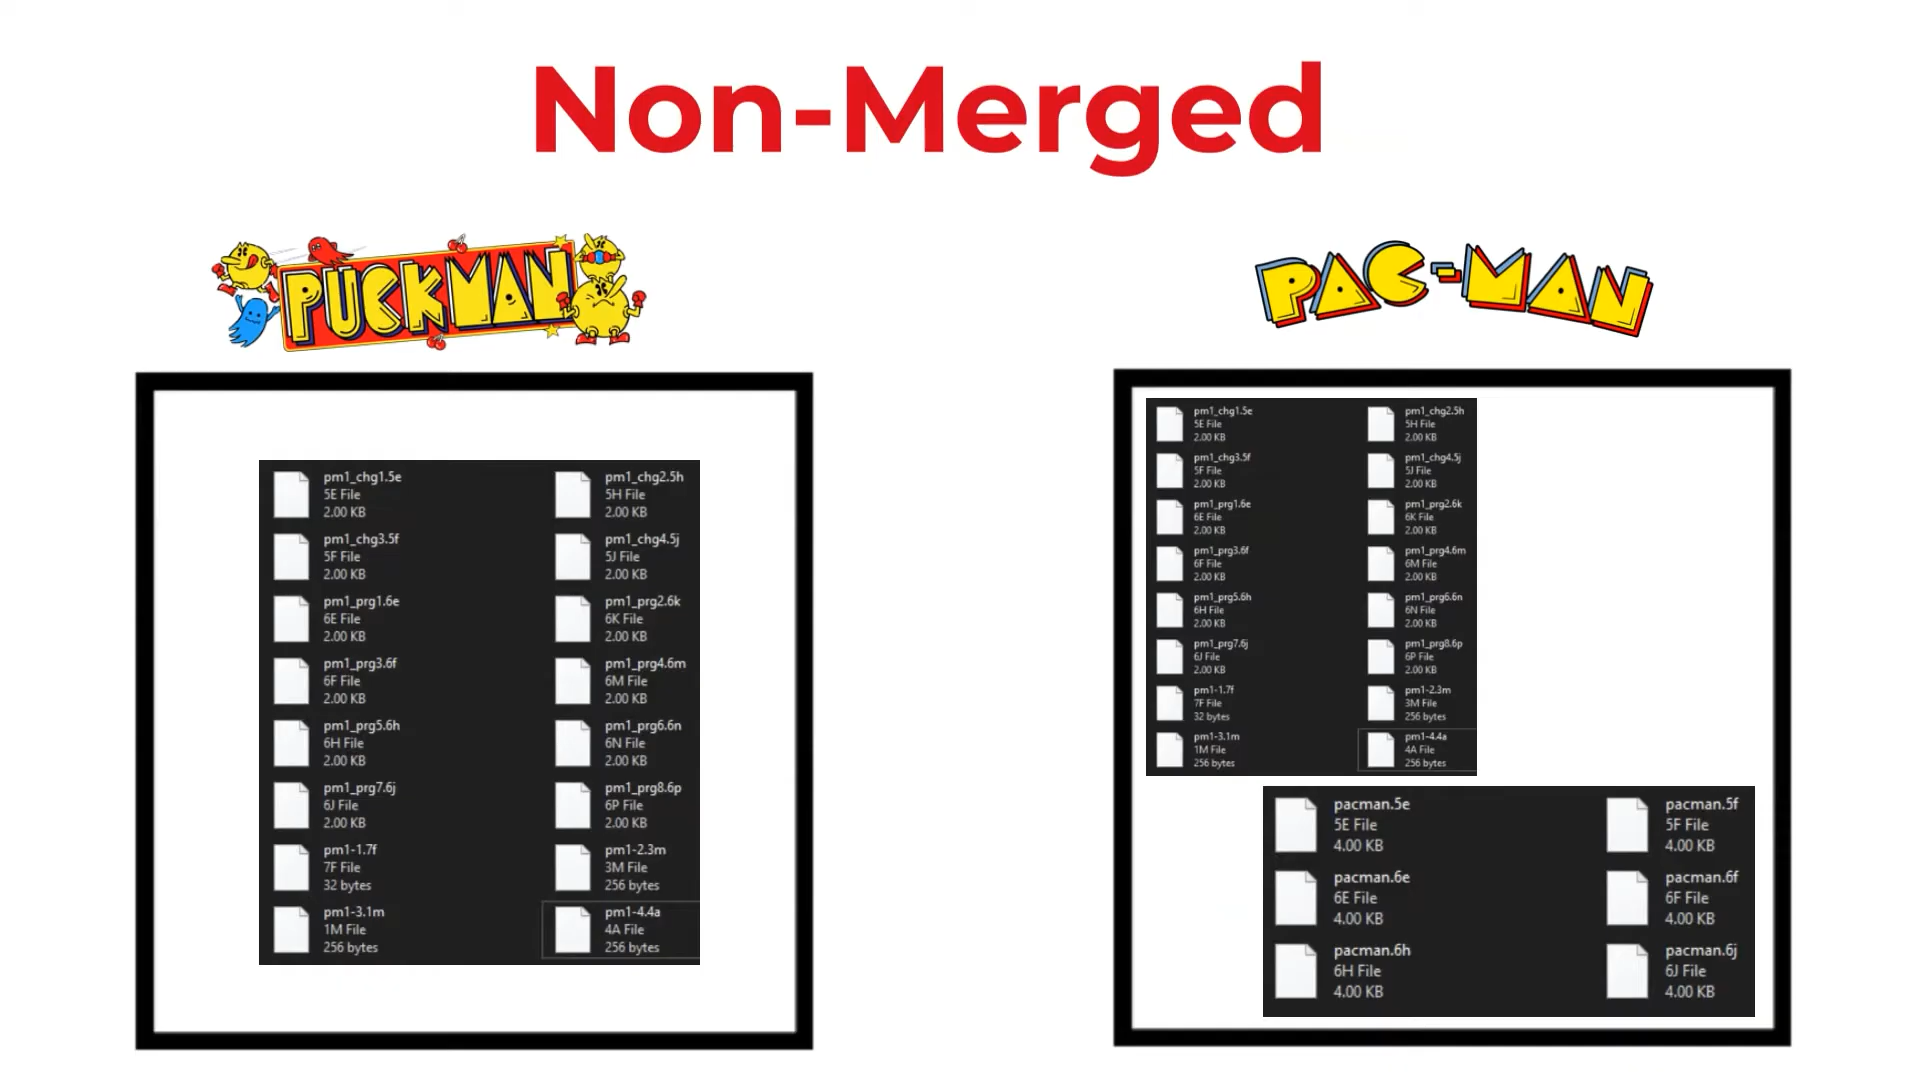 Non-Merged
PUCKMAN
PAC-MAN
pm1_chg1.5e
5E File
2.00 KB
pm1_chg2.5h
5H File
2.00 KB
pm1_chg3.5f
5F File
2.00 KB
pm1_chg4.5j
5J File
2.00 KB
pm1_prg1.6e
6E File
2.00 KB
pm1_prg2.6k
6K File
2.00 KB
pm1_prg3.6f
6F File
2.00 KB
pm1_prg4.6m
6M File
2.00 KB
pm1_prg5.6h
6H File
2.00 KB
pm1_prg6.6n
6N File
2.00 KB
pm1_prg7.6j
6J File
2.00 KB
pm1_prg8.6p
6P File
2.00 KB
pm1-1.7f
7F File
32 bytes
pm1-2.3m
3M File
256 bytes
pm1-3.1m
1M File
256 bytes
pm1-4.4a
4A File
256 bytes
pm1_chg1.5e
5E File
2.00 KB
pm1_chg2.5h
5H File
2.00 KB
pm1_chg3.5f
5F File
2.00 KB
pm1_chg4.5j
5J File
2.00 KB
pm1_prg1.6e
6E File
2.00 KB
pm1_prg2.6k
6K File
2.00 KB
pm1_prg3.6f
6F File
2.00 KB
pm1_prg4.6m
6M File
2.00 KB
pm1_prg5.6h
6H File
2.00 KB
pm1_prg6.6n
6N File
2.00 KB
pm1_prg7.6j
6J File
2.00 KB
pm1_prg8.6p
6P File
2.00 KB
pm1-1.7f
7F File
32 bytes
pm1-2.3m
3M File
256 bytes
pm1-3.1m
1M File
256 bytes
pm1-4.4a
4A File
256 bytes
pacman.5e
5E File
4.00 KB
pacman.5f
5F File
4.00 KB
pacman.6e
6E File
4.00 KB
pacman.6f
6F File
4.00 KB
pacman.6h
6H File
4.00 KB
pacman.6j
6J File
4.00 KB